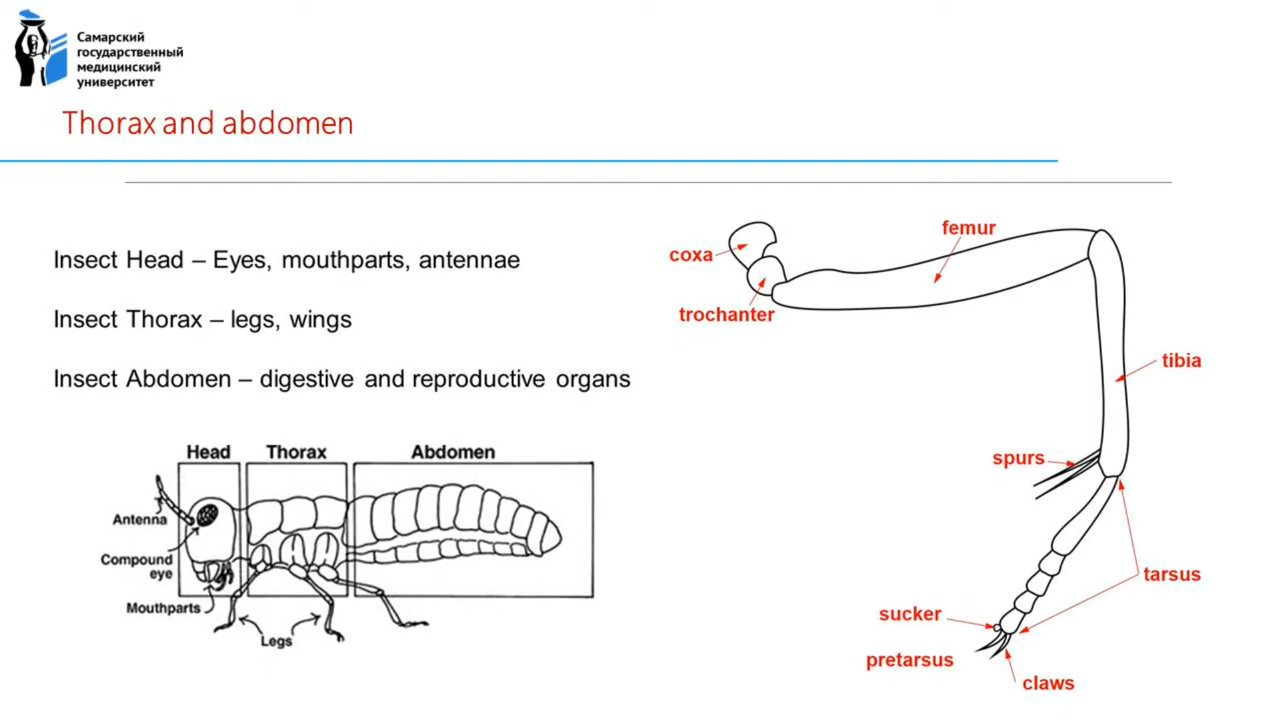 Самарский
государственный
медицинский
университет
Thorax and abdomen
Insect Head – Eyes, mouthparts, antennae
Insect Thorax – legs, wings
Insect Abdomen – digestive and reproductive organs
Head
Thorax
Abdomen
Antenna
Compound
eye
Mouthparts
Legs
coxa
trochanter
femur
tibia
spurs
tarsus
sucker
pretarsus
claws